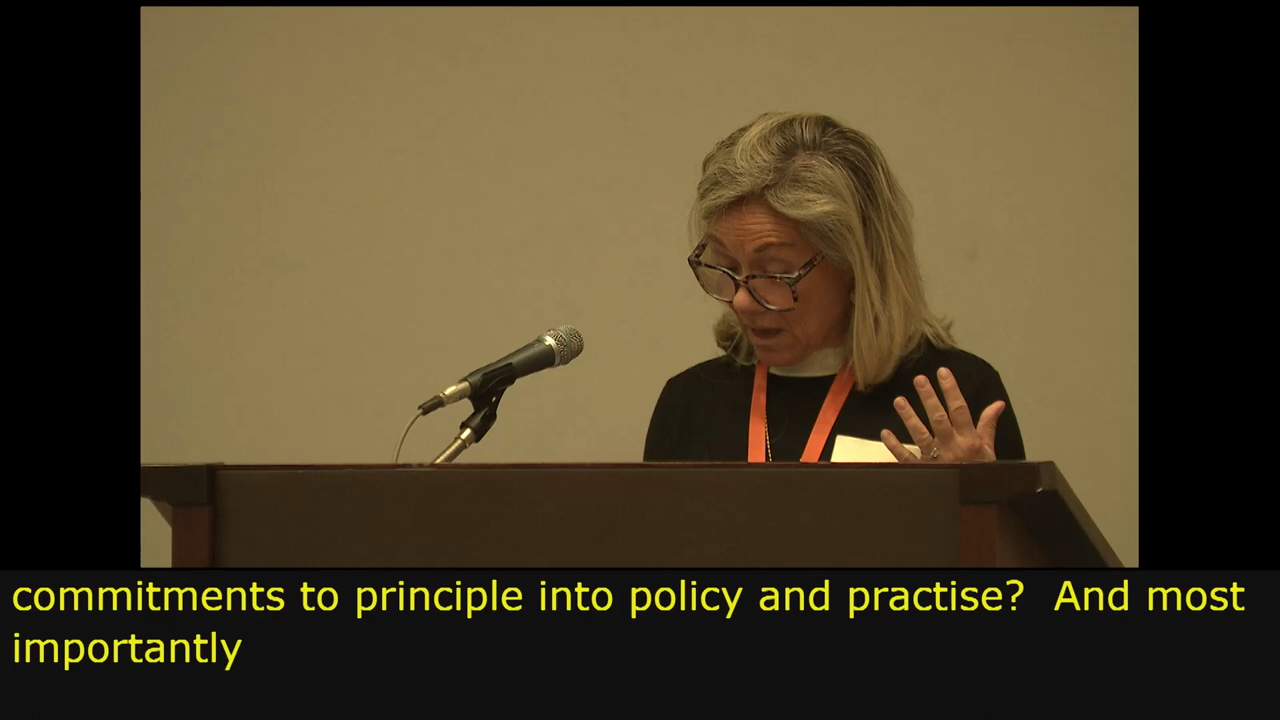 commitments to principle into policy and practise?  And most
importantly